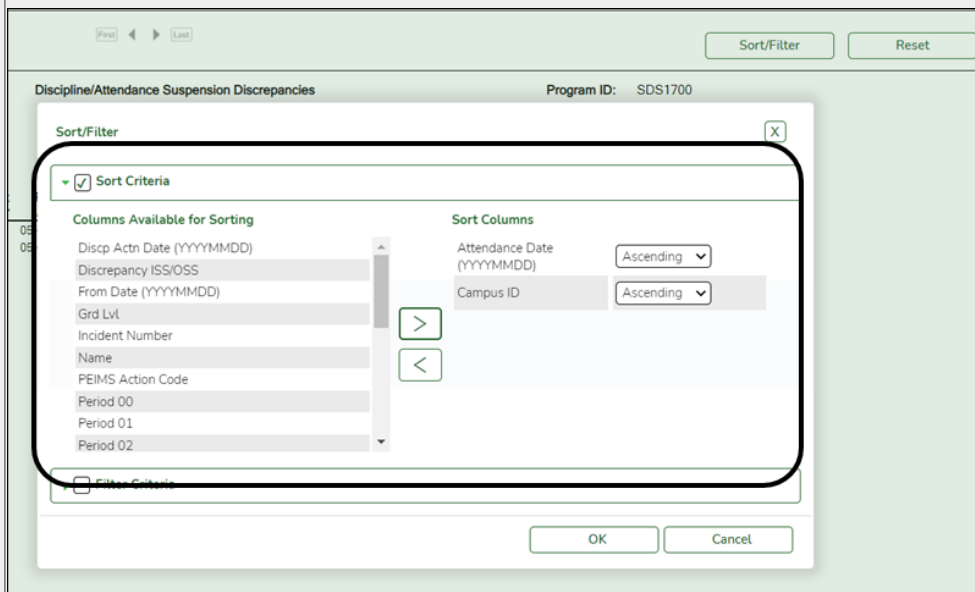 First Last
Sort/Filter Reset
Discipline/Attendance Suspension Discrepancies Program ID: SDS1700
Sort/Filter X
Sort Criteria
Columns Available for Sorting
Discp Actn Date (YYYYMMDD)
Discrepancy ISS/OSS
From Date (YYYYMMDD)
Grd Lvl
Incident Number
Name
PEIMS Action Code
Period 00
Period 01
Period 02
>
<
Sort Columns
Attendance Date
(YYYYMMDD)
Ascending
Campus ID Ascending
Filter Criteria
OK Cancel